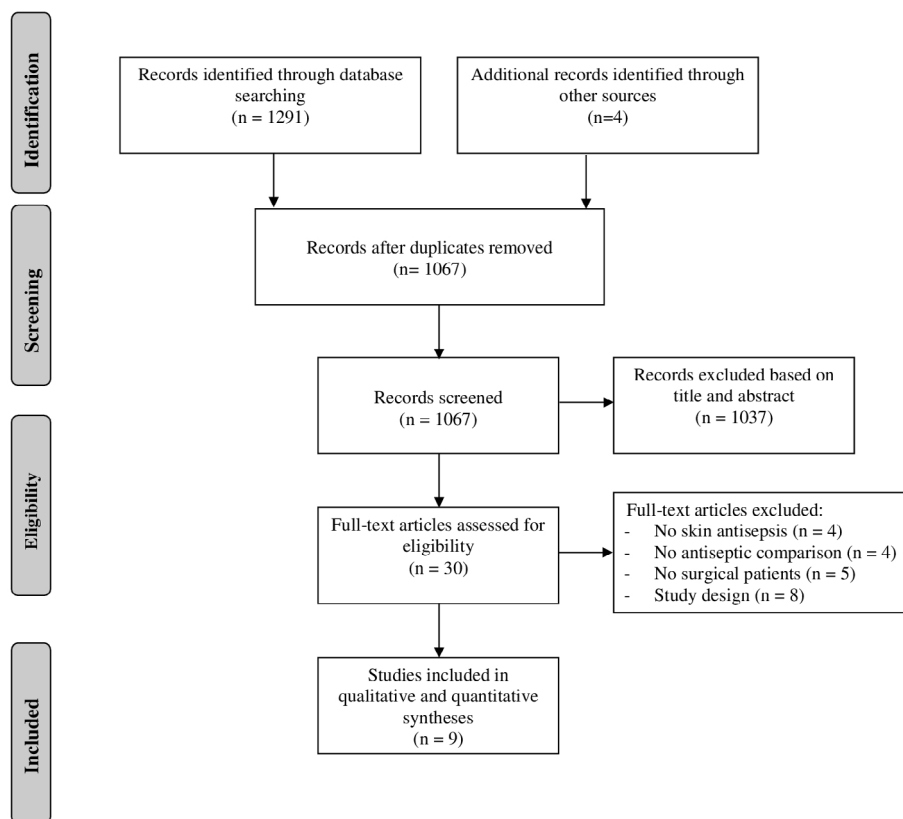 Identification
Records identified through database
searching
(n = 1291)
Additional records identified through
other sources
(n=4)
Screening
Records after duplicates removed
(n= 1067)
Records screened
(n = 1067)
Records excluded based on
title and abstract
(n = 1037)
Eligibility
Full-text articles assessed for
eligibility
(n = 30)
Full-text articles excluded:
- No skin antisepsis (n = 4)
- No antiseptic comparison (n = 4)
- No surgical patients (n = 5)
- Study design (n = 8)
Included
Studies included in
qualitative and quantitative
syntheses
(n = 9)